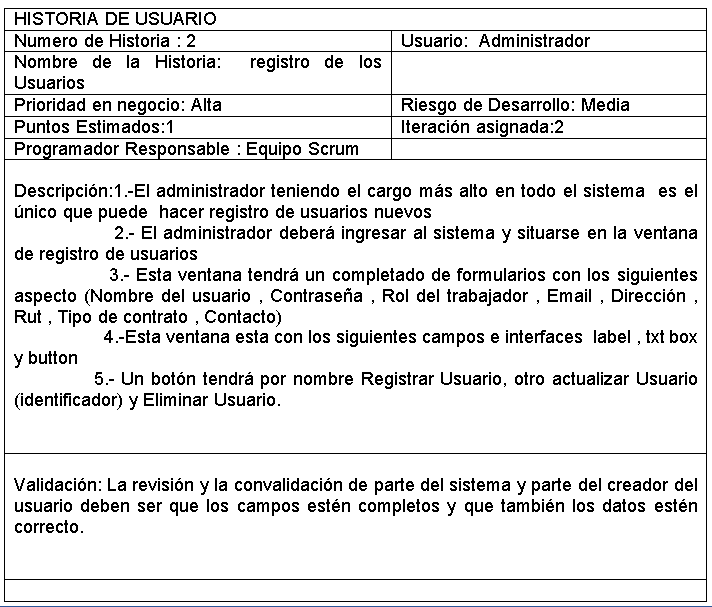 HISTORIA DE USUARIO
Numero de Historia : 2
Usuario: Administrador
Nombre de la Historia: registro de los
Usuarios
Prioridad en negocio: Alta
Riesgo de Desarrollo: Media
Puntos Estimados:1
Iteración asignada:2
Programador Responsable : Equipo Scrum
Descripción:1.-El administrador teniendo el cargo más alto en todo el sistema es el
único que puede hacer registro de usuarios nuevos
2.- El administrador deberá ingresar al sistema y situarse en la ventana
de registro de usuarios
3.- Esta ventana tendrá un completado de formularios con los siguientes
aspecto (Nombre del usuario , Contraseña , Rol del trabajador , Email , Dirección ,
Rut , Tipo de contrato , Contacto)
4.-Esta ventana esta con los siguientes campos e interfaces label , txt box
y button
5.- Un botón tendrá por nombre Registrar Usuario, otro actualizar Usuario
(identificador) y Eliminar Usuario.
Validación: La revisión y la convalidación de parte del sistema y parte del creador del
usuario deben ser que los campos estén completos y que también los datos estén
correcto.